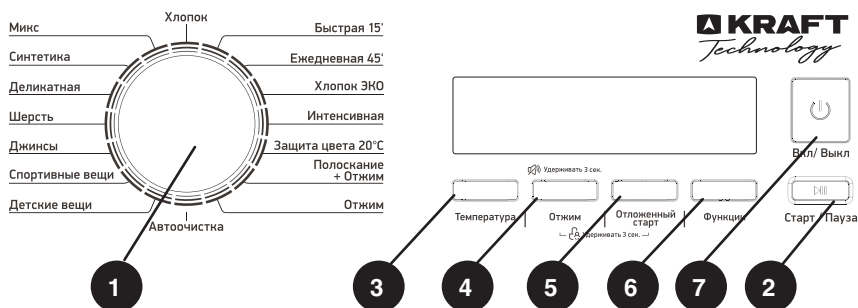 Хлопок
Микс
Синтетика
Деликатная
Шерсть
Джинсы
Спортивные вещи
Детские вещи
Автоочистка
Быстрая 15'
Ежедневная 45'
Хлопок ЭКО
Интенсивная
Защита цвета 20°C
Полоскание
+ Отжим
Отжим
KRAFT
Technology
Удерживать 3 сек.
Температура
Отжим
Отложенный
старт
Функции
Удерживать 3 сек.
Вкл/ Выкл
Старт / Пауза
1
3
4
5
6
7
2